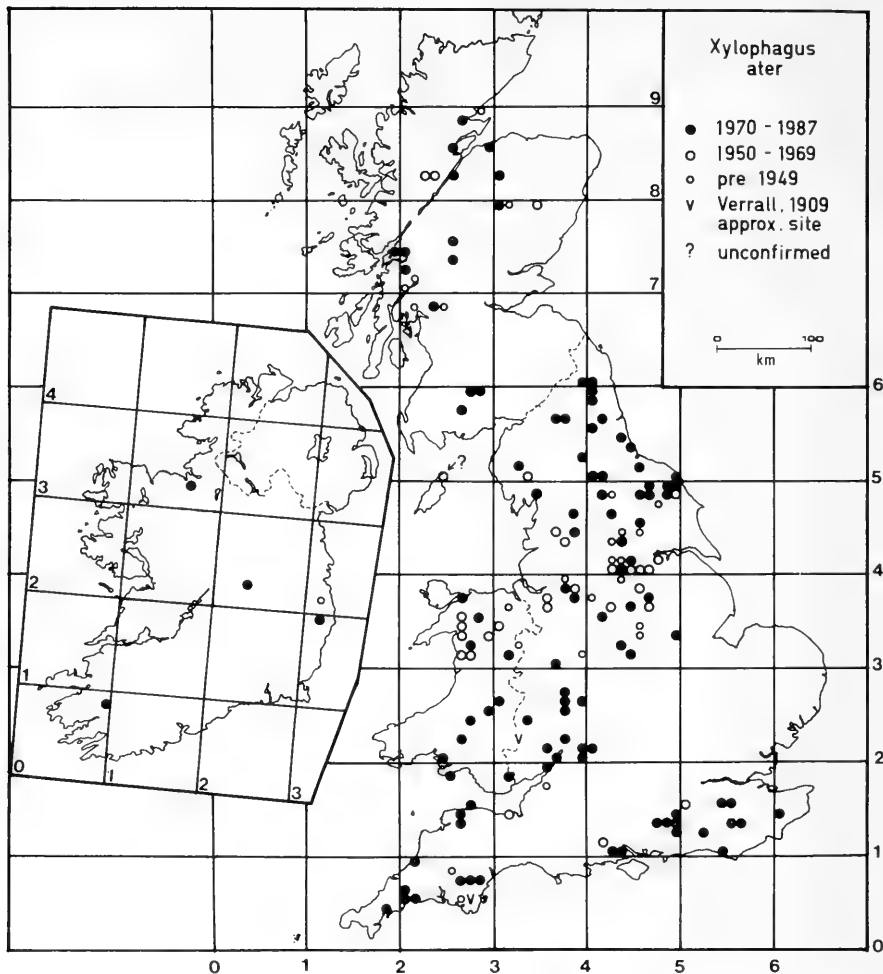 Xylophagus
ater
● 1970 - 1987
○ 1950 - 1969
o pre 1949
v Verrall, 1909
approx. site
? unconfirmed
0 100
km
9
8
7
6
5
4
3
2
1
0
0 1 2 3 4 5 6 7
4
3
2
1
0
1
2
3
?
v
v v